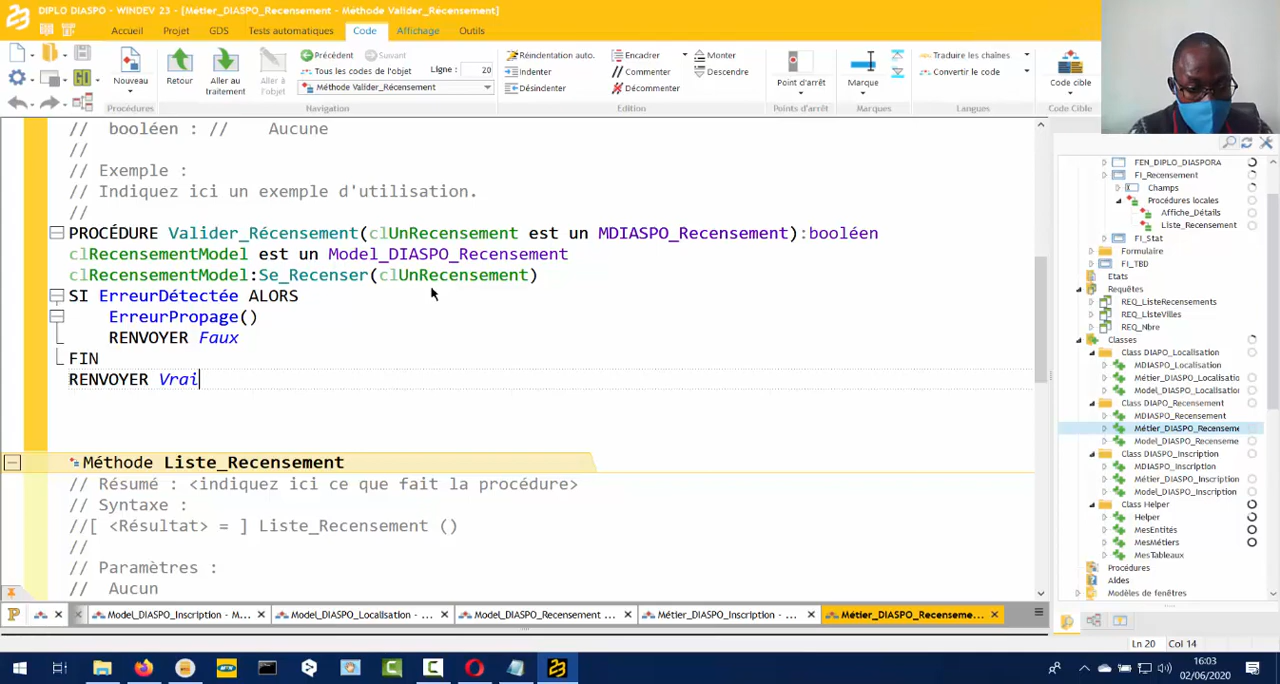 DIPLO DIASPO - WINDEV 23 - [Métier_DIASPO_Recensement - Méthode Valider_Récensement]
Accueil Projet GDS Tests automatiques Code Affichage Outils
Nouveau
Procédures
Retour
Aller au traitement
Aller à l'objet
Précédent Suivant
Tous les codes de l'objet
Ligne : 20
Méthode Valider_Récensement
Navigation
Réindentation auto.
Indenter
Désindenter
Encadrer
// Commenter
Décommenter
Monter
Descendre
Edition
Point d'arrêt
Points d'arrêt
Marque
Marques
Traduire les chaînes
Convertir le code
Langues
Code cible
Code Cible
// booléen : // Aucune
//
// Exemple :
// Indiquez ici un exemple d'utilisation.
//
PROCÉDURE Valider_Récensement(clUnRecensement est un MDIASPO_Recensement):booléen
clRecensementModel est un Model_DIASPO_Recensement
clRecensementModel:Se_Recenser(clUnRecensement)
SI ErreurDétectée ALORS
ErreurPropage()
RENVOYER Faux
FIN
RENVOYER Vrai
Méthode Liste_Recensement
// Résumé : <indiquez ici ce que fait la procédure>
// Syntaxe :
//[ <Résultat> = ] Liste_Recensement ()
//
// Paramètres :
// Aucun
FEN_DIPLO_DIASPORA
FI_Recensement
Champs
Procédures locales
Affiche_Détails
Liste_Recensement
FI_Stat
Formulaire
FI_TBD
Etats
Requêtes
REQ_ListeRecensements
REQ_ListeVilles
REQ_Nbre
Classes
Class DIAPO_Localisation
MDIASPO_Localisation
Métier_DIASPO_Localisatio
Model_DIASPO_Localisation
Class DIAPO_Recensement
MDIASPO_Recensement
Métier_DIASPO_Recenseme
Model_DIASPO_Recenseme
Class DIASPO_Inscription
MDIASPO_Inscription
Métier_DIASPO_Inscription
Model_DIASPO_Inscription
Class Helper
Helper
MesEntités
MesMétiers
MesTableaux
Procédures
Aides
Modèles de champs
Model_DIASPO_Inscription - M...
Model_DIASPO_Localisation - ...
Model_DIASPO_Recensement ...
Métier_DIASPO_Inscription - ...
Métier_DIASPO_Recenseme...
Ln 20 Col 14
16:03
02/06/2020